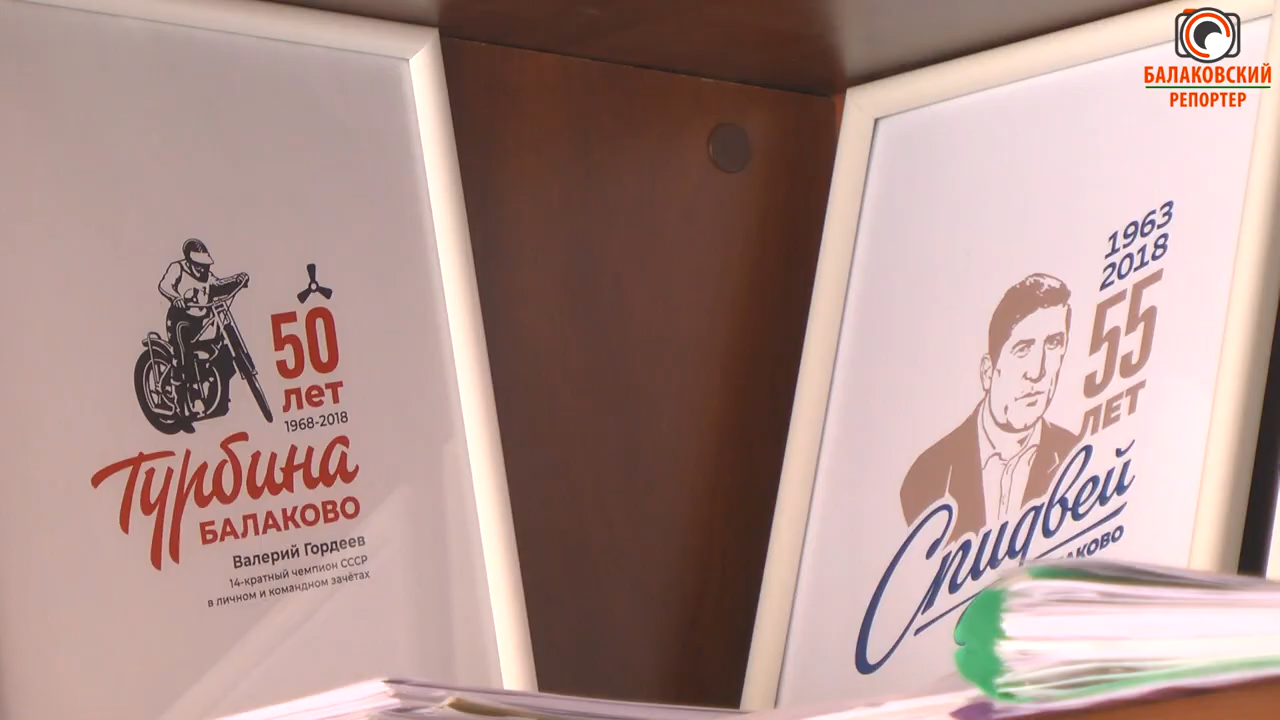 БАЛАКОВСКИЙ
РЕПОРТЕР
50
лет
1968-2018
Турбина
БАЛАКОВО
Валерий Гордеев
14-кратный чемпион СССР
в личном и командном зачётах
1963
2018
55
ЛЕТ
Спидвей